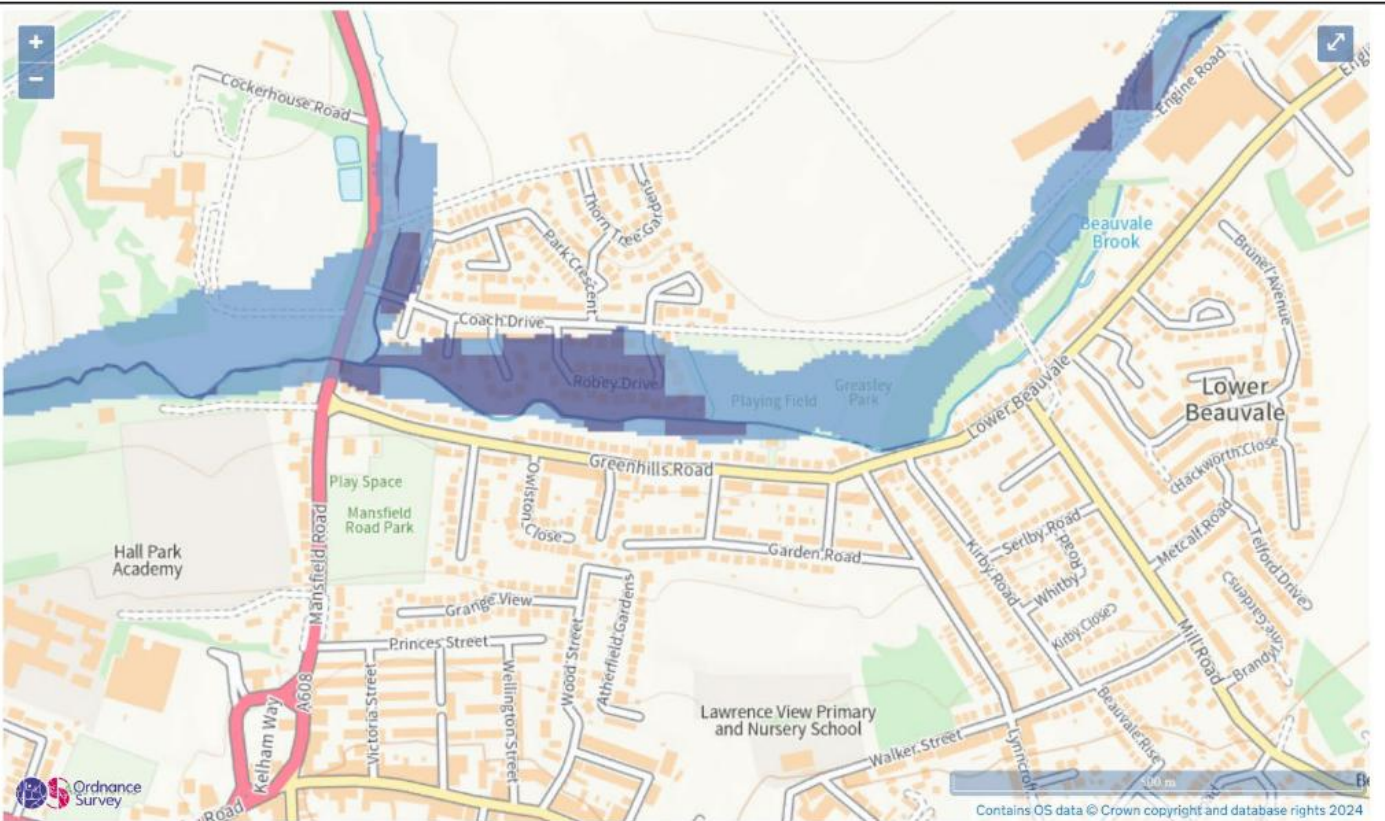 +
−
Cockerhouse Road
Engine Road
Thorn Tree Gardens
Park Crescent
Beauvale
Brook
Brunel Avenue
Coach Drive
Robey Drive
Playing Field
Greasley
Park
Lower
Beauvale
Lower Beauvale
Greenhills Road
Hackworth Close
Play Space
Mansfield
Road Park
Owlston
Close
Mansfield Road
Hall Park
Academy
Garden Road
Serlby Road
Metcalf Road
Telford Drive
Kirby Road
Whitby
Road
Kirby Close
Grange View
Princes Street
Wood Street
Atherfield Gardens
Mill Road
A608
Kelham Way
Victoria Street
Wellington Street
Lawrence View Primary
and Nursery School
Walker Street
Beauvale Rise
500 m
Ordnance
Survey
Road
Contains OS data © Crown copyright and database rights 2024